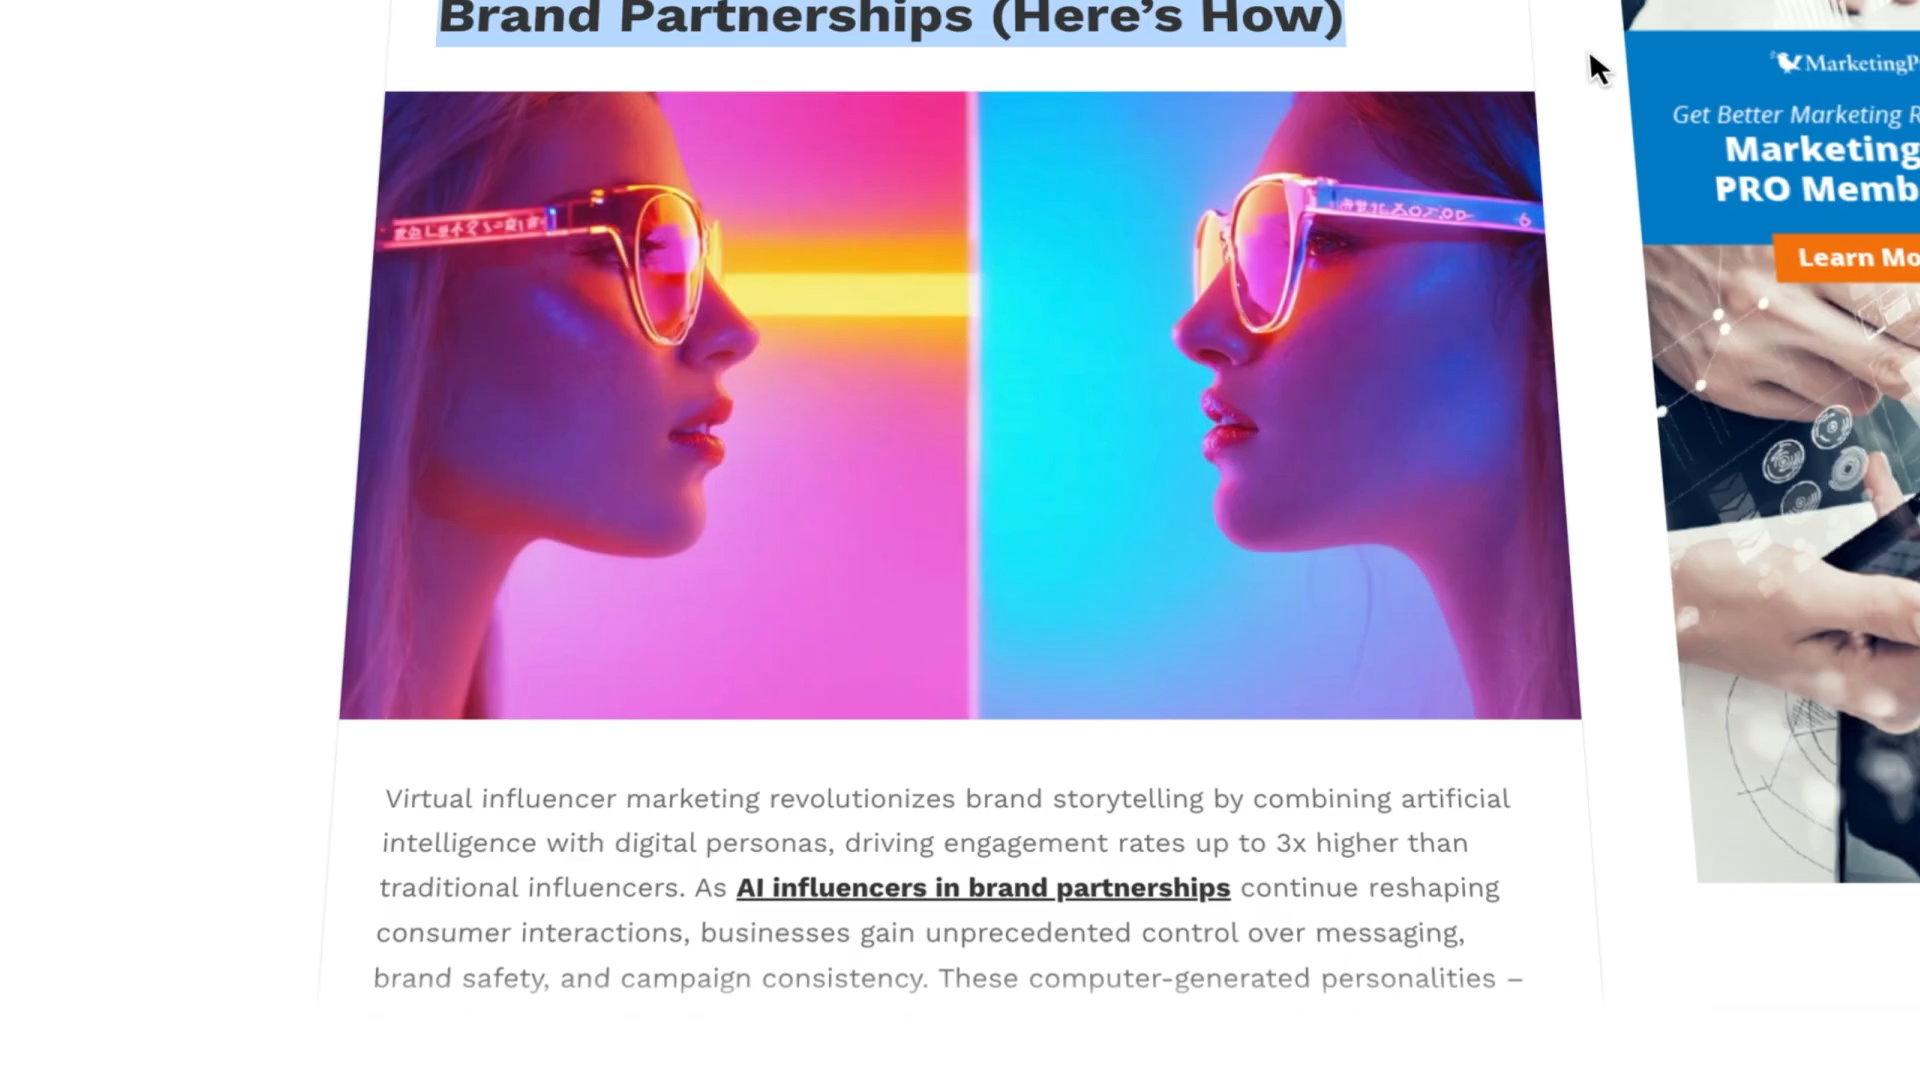 Brand Partnerships (Here's How)
Virtual influencer marketing revolutionizes brand storytelling by combining artificial
intelligence with digital personas, driving engagement rates up to 3x higher than
traditional influencers. As AI influencers in brand partnerships continue reshaping
consumer interactions, businesses gain unprecedented control over messaging,
brand safety, and campaign consistency. These computer-generated personalities –
Get Better Marketing
Marketing
PRO
Learn